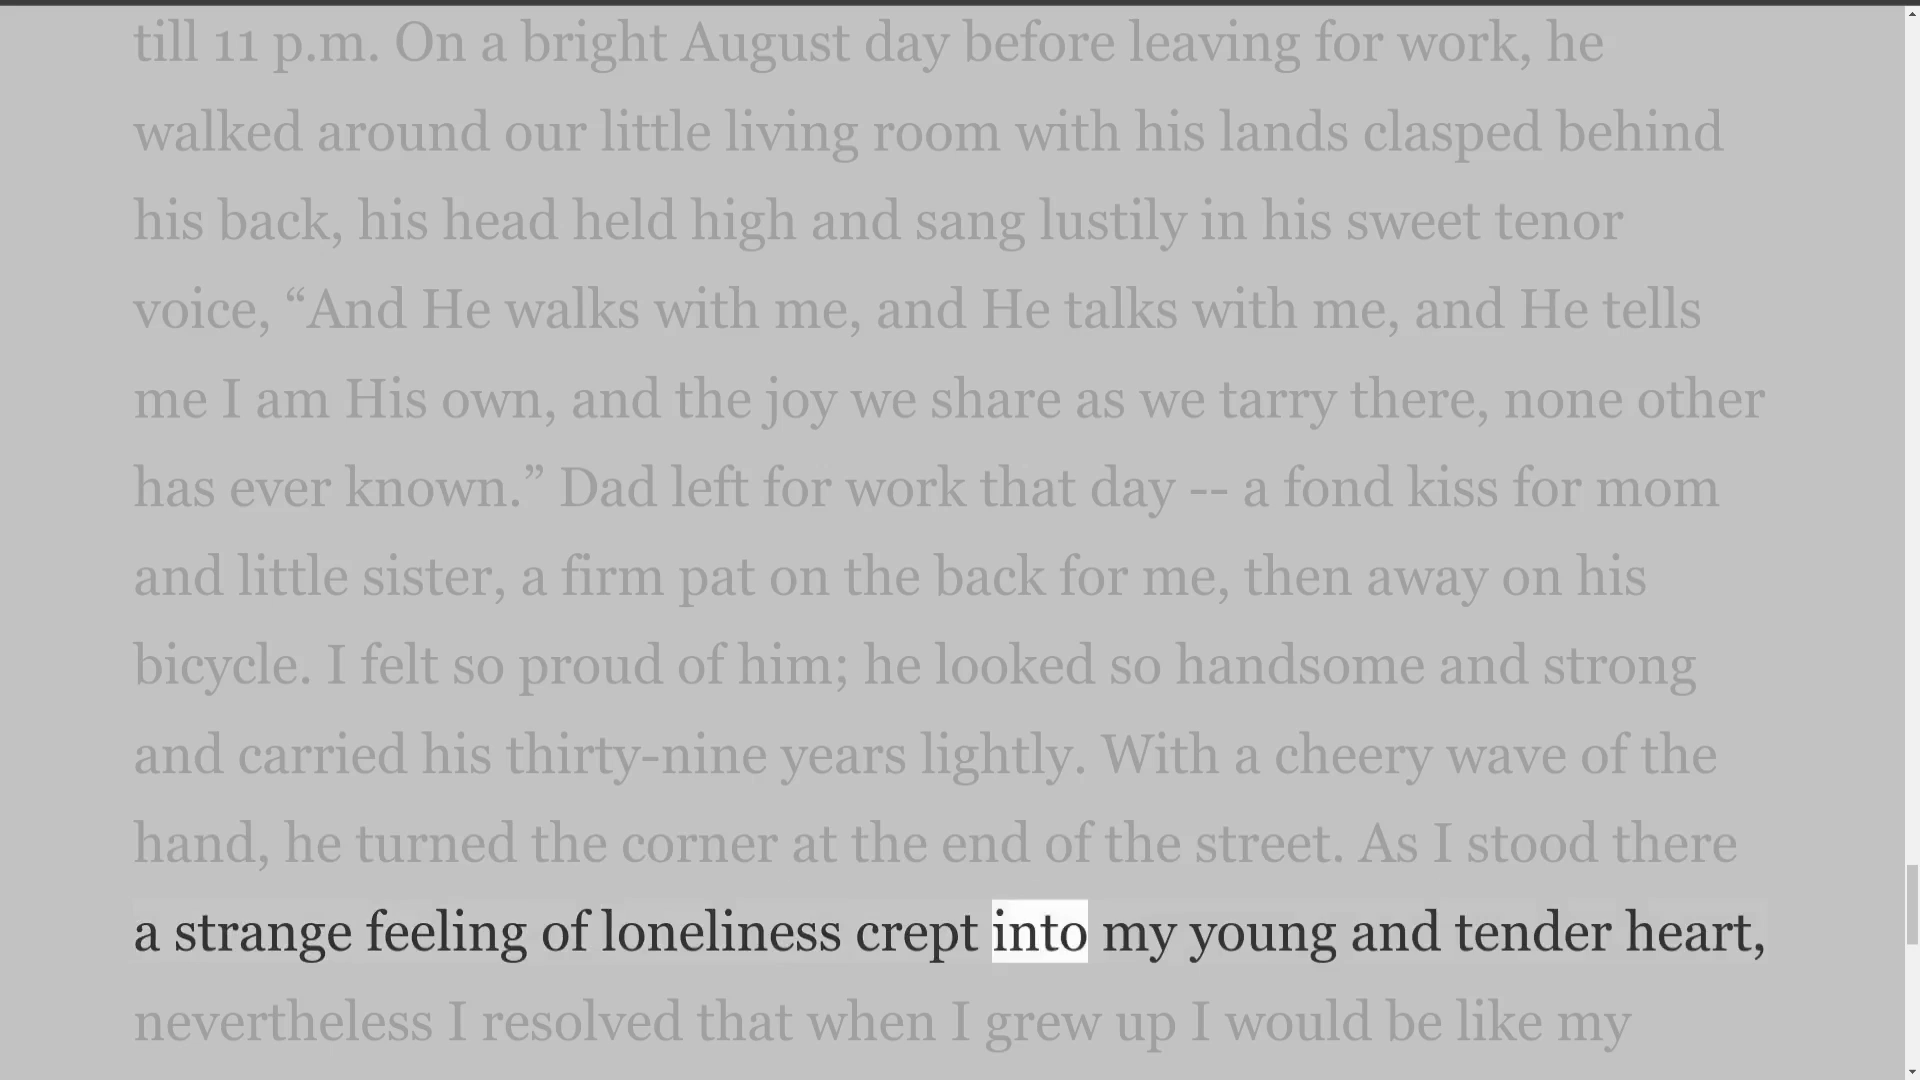 till 11 p.m. On a bright August day before leaving for work, he
walked around our little living room with his lands clasped behind
his back, his head held high and sang lustily in his sweet tenor
voice, “And He walks with me, and He talks with me, and He tells
me I am His own, and the joy we share as we tarry there, none other
has ever known.” Dad left for work that day -- a fond kiss for mom
and little sister, a firm pat on the back for me, then away on his
bicycle. I felt so proud of him; he looked so handsome and strong
and carried his thirty-nine years lightly. With a cheery wave of the
hand, he turned the corner at the end of the street. As I stood there
a strange feeling of loneliness crept into my young and tender heart,
nevertheless I resolved that when I grew up I would be like my